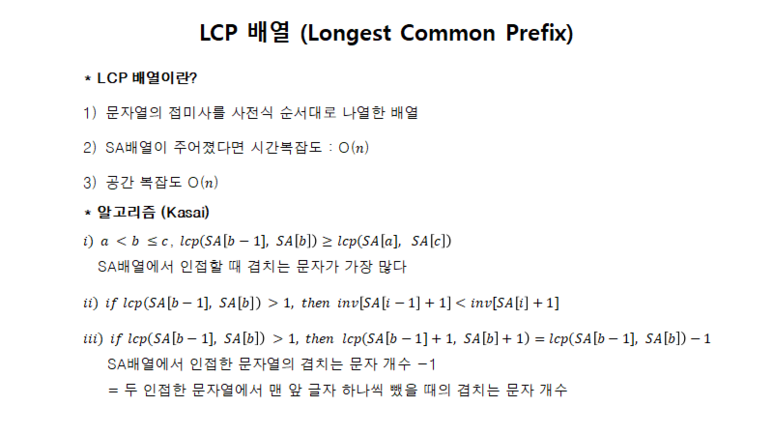 LCP 배열 (Longest Common Prefix)
* LCP 배열이란?
1) 문자열의 접미사를 사전식 순서대로 나열한 배열
2) SA배열이 주어졌다면 시간복잡도 : O(n)
3) 공간 복잡도 O(n)
* 알고리즘 (Kasai)
i) a < b ≤ c , lcp(SA[b − 1], SA[b]) ≥ lcp(SA[a], SA[c])
SA배열에서 인접할 때 겹치는 문자가 가장 많다
ii) if lcp(SA[b − 1], SA[b]) > 1, then inv[SA[i − 1] + 1] < inv[SA[i] + 1]
iii) if lcp(SA[b − 1], SA[b]) > 1, then lcp(SA[b − 1] + 1, SA[b] + 1) = lcp(SA[b − 1], SA[b]) − 1
SA배열에서 인접한 문자열의 겹치는 문자 개수 −1
= 두 인접한 문자열에서 맨 앞 글자 하나씩 뺐을 때의 겹치는 문자 개수